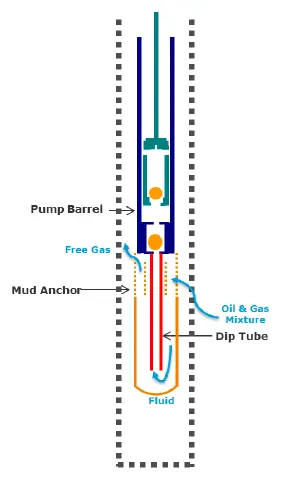 Pump Barrel
Free Gas
Mud Anchor
Oil & Gas
Mixture
Dip Tube
Fluid